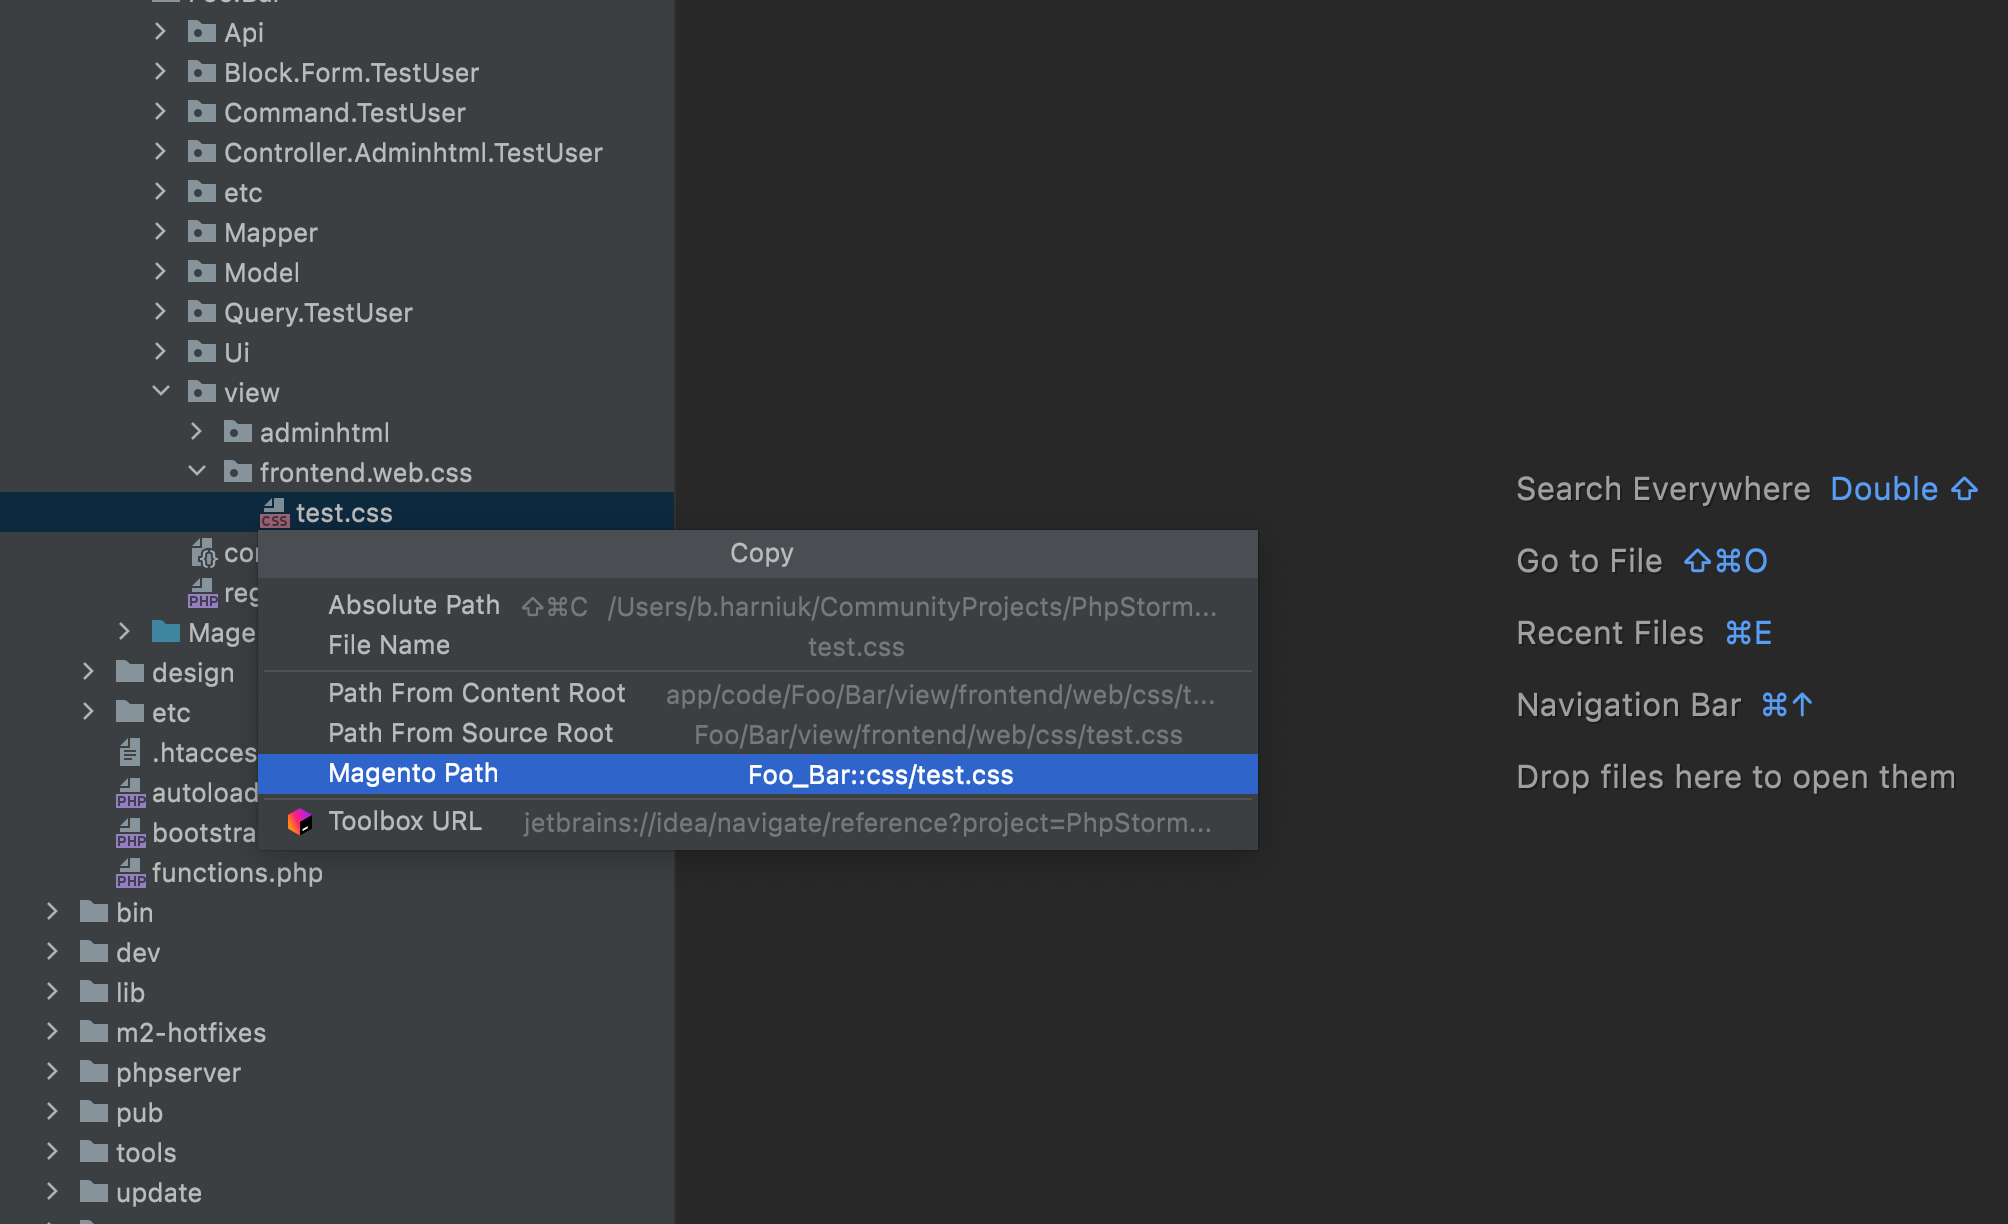 Api
Block.Form.TestUser
Command.TestUser
Controller.Adminhtml.TestUser
etc
Mapper
Model
Query.TestUser
Ui
view
adminhtml
frontend.web.css
CSS test.css
PHP
Mage
design
etc
.htacces
PHP autoload
PHP bootstra
PHP functions.php
bin
dev
lib
m2-hotfixes
phpserver
pub
tools
update
Copy
Absolute Path ⇧⌘C /Users/b.harniuk/CommunityProjects/PhpStorm...
File Name test.css
Path From Content Root app/code/Foo/Bar/view/frontend/web/css/t...
Path From Source Root Foo/Bar/view/frontend/web/css/test.css
Magento Path Foo_Bar::css/test.css
Toolbox URL jetbrains://idea/navigate/reference?project=PhpStorm...
Search Everywhere Double ⇧
Go to File ⇧⌘O
Recent Files ⌘E
Navigation Bar ⌘↑
Drop files here to open them